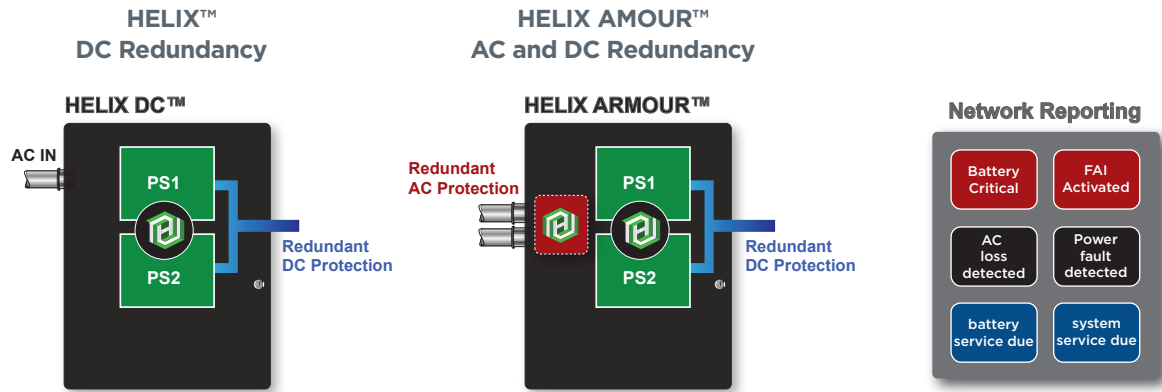 HELIX™
DC Redundancy
HELIX AMOUR™
AC and DC Redundancy
HELIX DC™
AC IN
PS1
PS2
Redundant
DC Protection
HELIX ARMOUR™
Redundant
AC Protection
PS1
PS2
Redundant
DC Protection
Network Reporting
Battery
Critical
FAI
Activated
AC
loss
detected
Power
fault
detected
battery
service due
system
service due